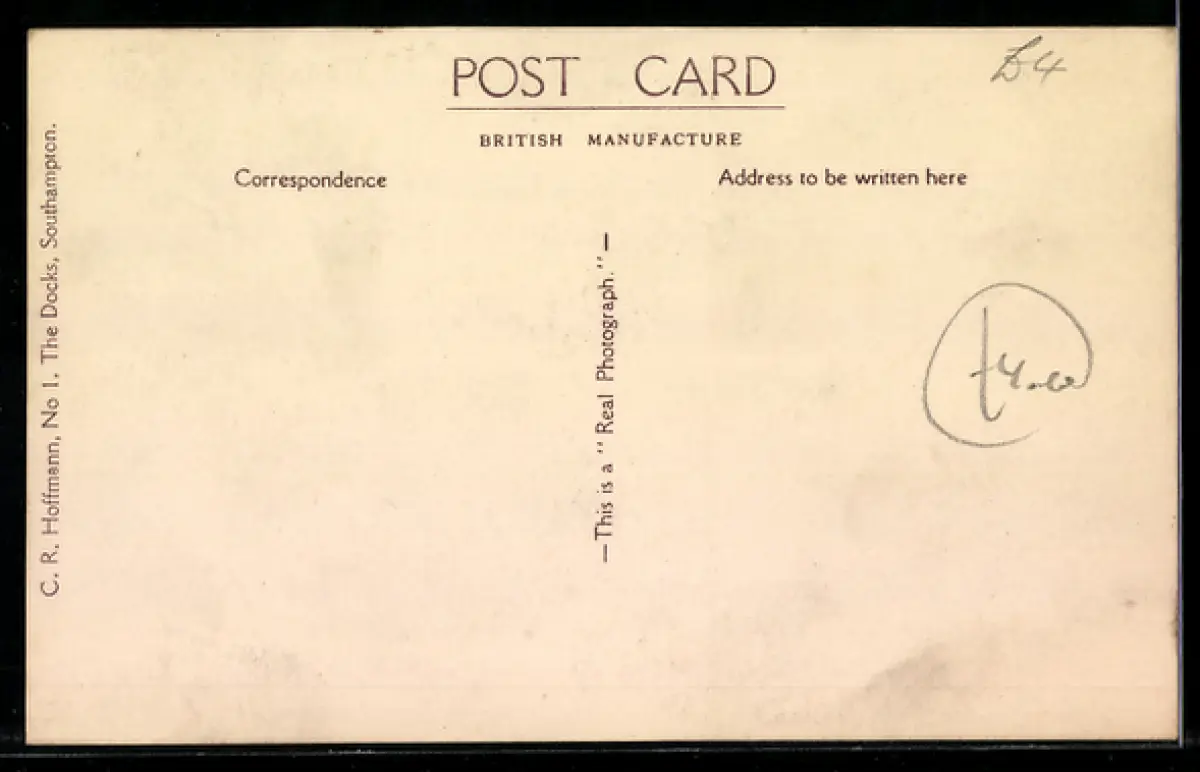 POST CARD
£4
BRITISH MANUFACTURE
Correspondence
Address to be written here
C. R. Hoffmann, No 1, The Docks, Southampton.
—This is a "Real Photograph."—